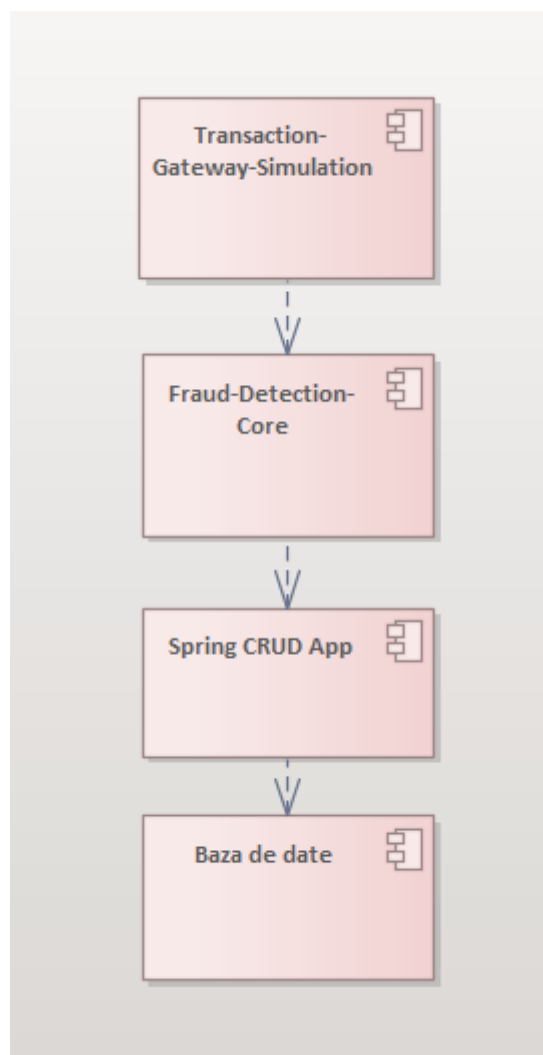 Transaction-
Gateway-Simulation
Fraud-Detection-
Core
Spring CRUD App
Baza de date